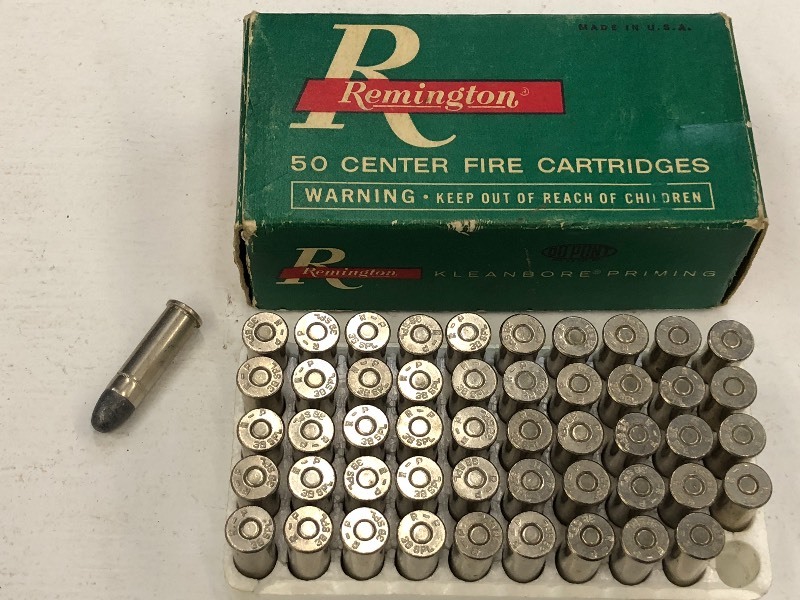 MADE IN U.S.A.
R
Remington®
50 CENTER FIRE CARTRIDGES
WARNING • KEEP OUT OF REACH OF CHILDREN
R
Remington
DUPONT
KLEANBORE® PRIMING
R-P
38 SPL